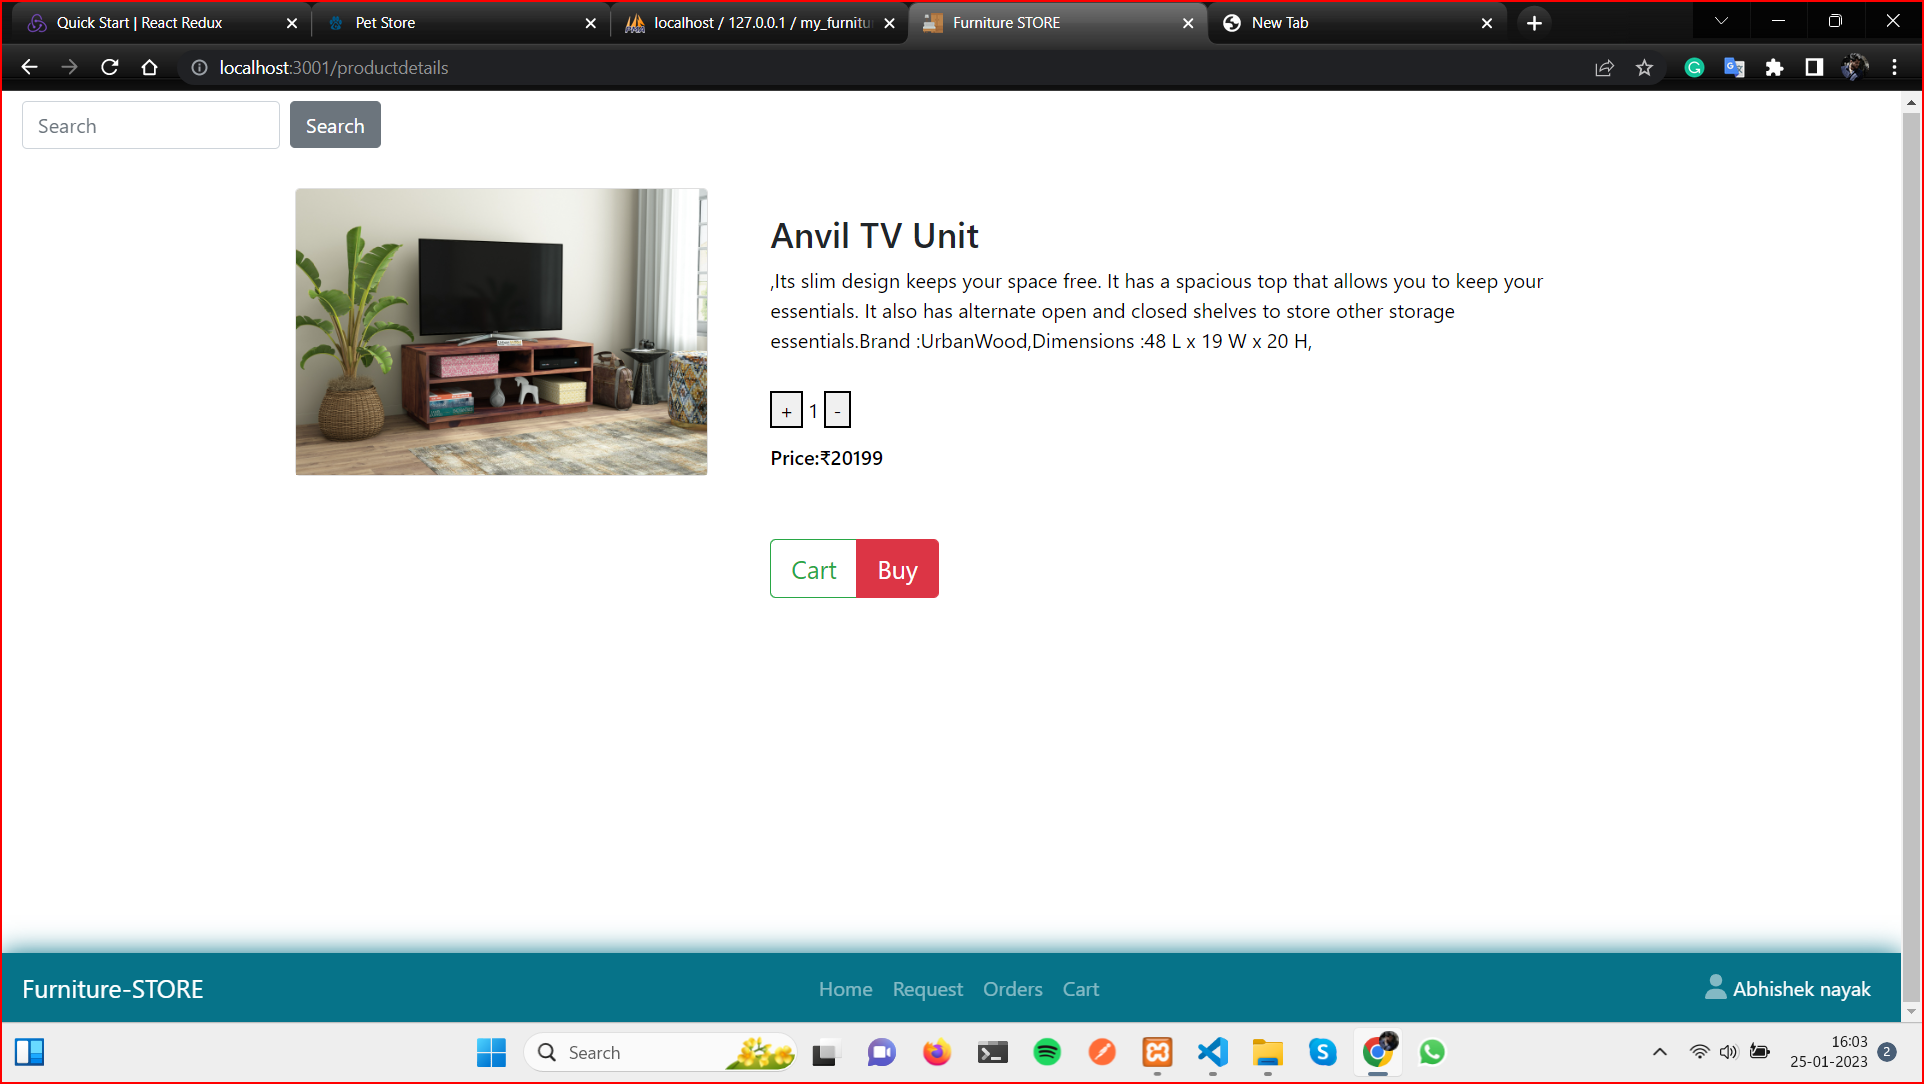 Quick Start | React Redux
Pet Store
localhost / 127.0.0.1 / my_furnitu
Furniture STORE
New Tab
localhost:3001/productdetails
Search
Search
Anvil TV Unit
,Its slim design keeps your space free. It has a spacious top that allows you to keep your
essentials. It also has alternate open and closed shelves to store other storage
essentials.Brand :UrbanWood,Dimensions :48 L x 19 W x 20 H,
+ 1 -
Price:₹20199
Cart
Buy
Furniture-STORE
Home
Request
Orders
Cart
Abhishek nayak
Search
16:03
25-01-2023
2